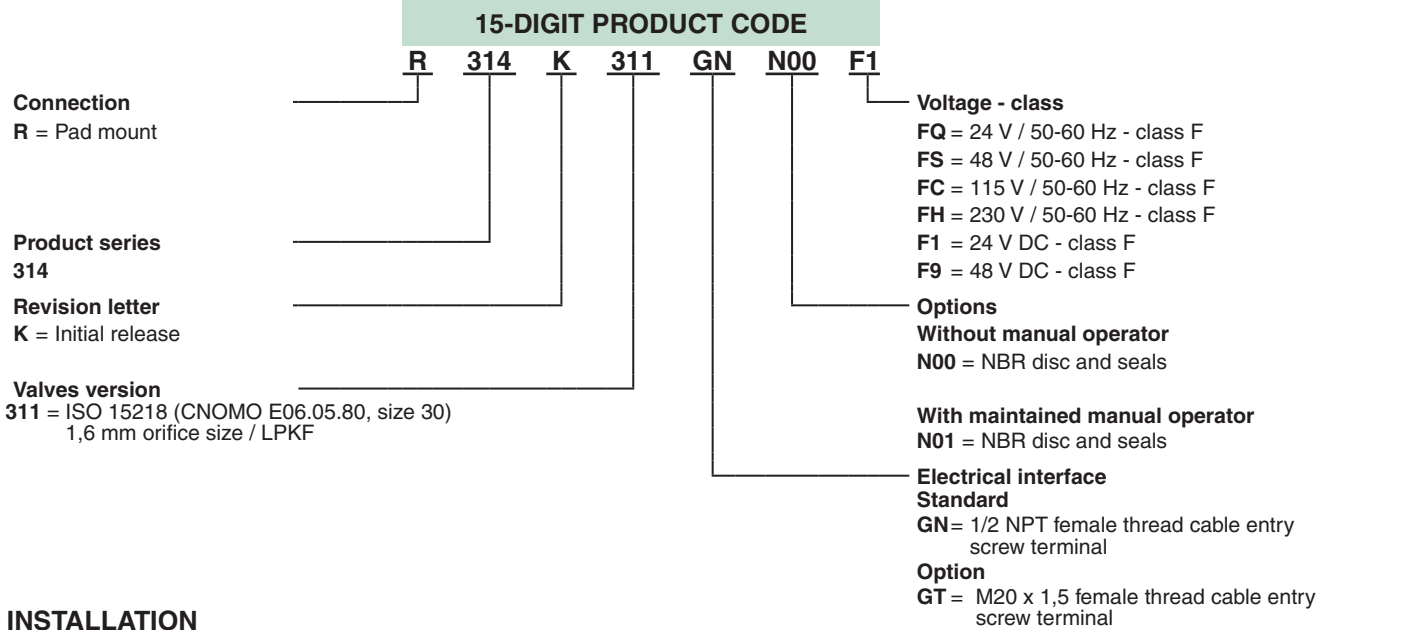 15-DIGIT PRODUCT CODE
R 314 K 311 GN N00 F1
Connection
R = Pad mount
Product series
314
Revision letter
K = Initial release
Valves version
311 = ISO 15218 (CNOMO E06.05.80, size 30)
1,6 mm orifice size / LPKF
Voltage - class
FQ = 24 V / 50-60 Hz - class F
FS = 48 V / 50-60 Hz - class F
FC = 115 V / 50-60 Hz - class F
FH = 230 V / 50-60 Hz - class F
F1 = 24 V DC - class F
F9 = 48 V DC - class F
Options
Without manual operator
N00 = NBR disc and seals
With maintained manual operator
N01 = NBR disc and seals
Electrical interface
Standard
GN= 1/2 NPT female thread cable entry
screw terminal
Option
GT = M20 x 1,5 female thread cable entry
screw terminal
INSTALLATION